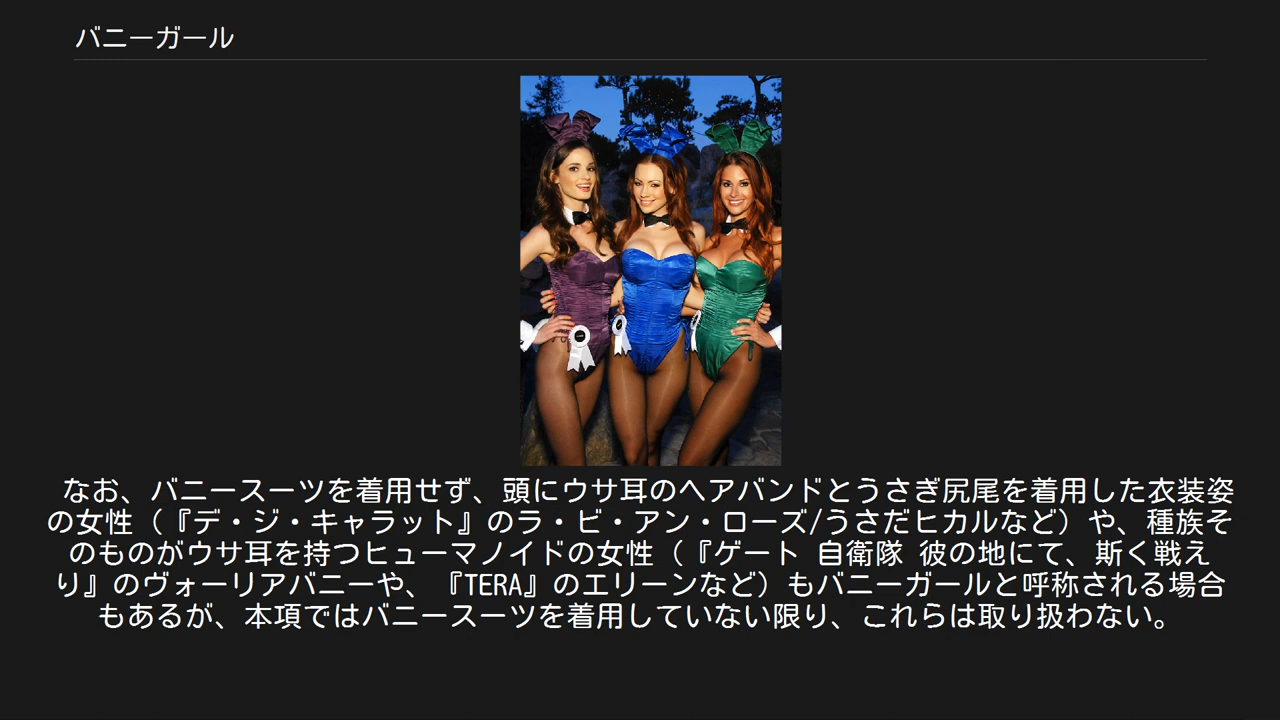 バニーガール
なお、バニースーツを着用せず、頭にウサ耳のヘアバンドとうさぎ尻尾を着用した衣装姿
の女性（『デ・ジ・キャラット』のラ・ビ・アン・ローズ/うさだヒカルなど）や、種族そ
のものがウサ耳を持つヒューマノイドの女性（『ゲート 自衛隊 彼の地にて、斯く戦え
り』のヴォーリアバニーや、『TERA』のエリーンなど）もバニーガールと呼称される場合
もあるが、本項ではバニースーツを着用していない限り、これらは取り扱わない。